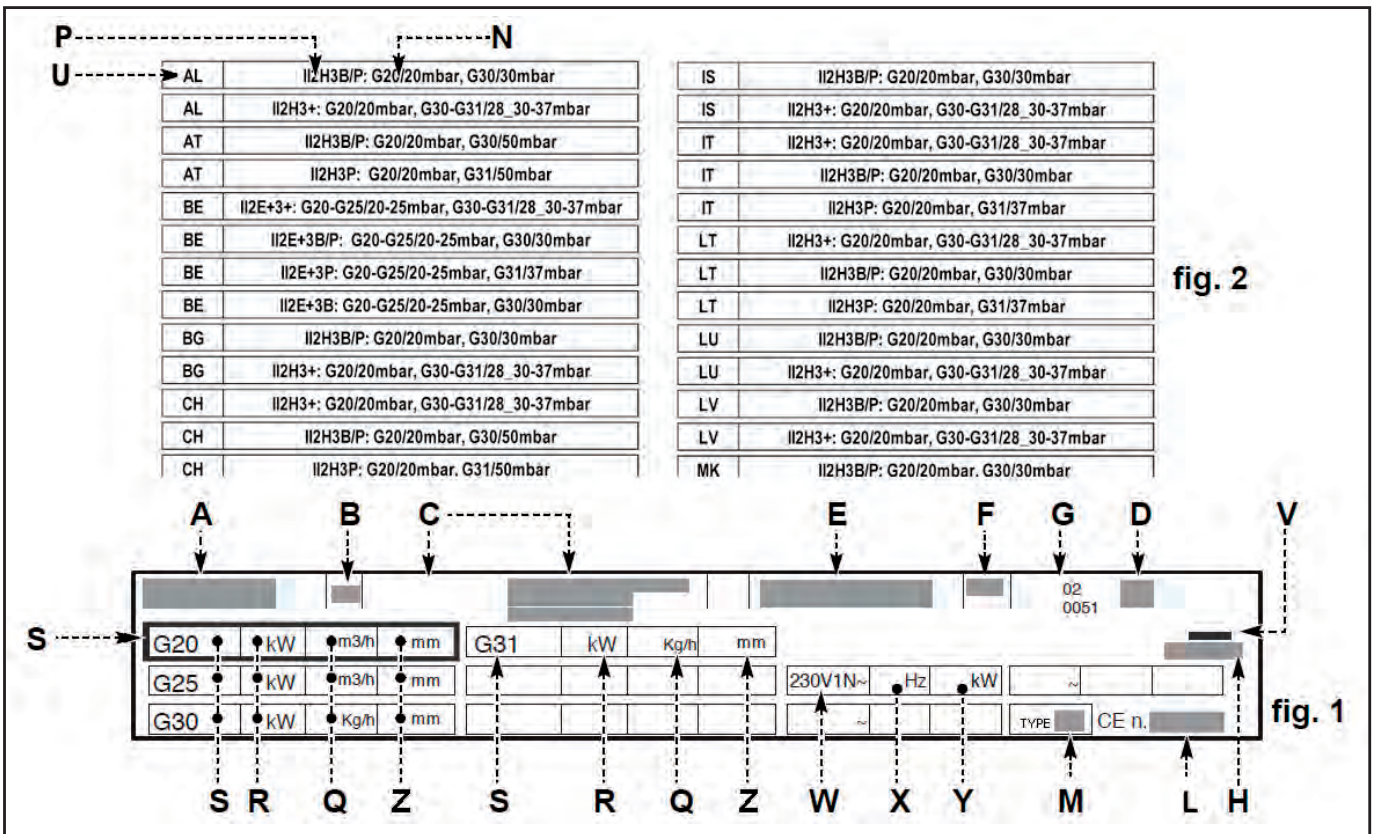 P N
U
AL II2H3B/P: G20/20mbar, G30/30mbar
AL II2H3+: G20/20mbar, G30-G31/28_30-37mbar
AT II2H3B/P: G20/20mbar, G30/50mbar
AT II2H3P: G20/20mbar, G31/50mbar
BE II2E+3+: G20-G25/20-25mbar, G30-G31/28_30-37mbar
BE II2E+3B/P: G20-G25/20-25mbar, G30/30mbar
BE II2E+3P: G20-G25/20-25mbar, G31/37mbar
BE II2E+3B: G20-G25/20-25mbar, G30/30mbar
BG II2H3B/P: G20/20mbar, G30/30mbar
BG II2H3+: G20/20mbar, G30-G31/28_30-37mbar
CH II2H3+: G20/20mbar, G30-G31/28_30-37mbar
CH II2H3B/P: G20/20mbar, G30/50mbar
CH II2H3P: G20/20mbar. G31/50mbar
IS II2H3B/P: G20/20mbar, G30/30mbar
IS II2H3+: G20/20mbar, G30-G31/28_30-37mbar
IT II2H3+: G20/20mbar, G30-G31/28_30-37mbar
IT II2H3B/P: G20/20mbar, G30/30mbar
IT II2H3P: G20/20mbar, G31/37mbar
LT II2H3+: G20/20mbar, G30-G31/28_30-37mbar
LT II2H3B/P: G20/20mbar, G30/30mbar
LT II2H3P: G20/20mbar, G31/37mbar
LU II2H3B/P: G20/20mbar, G30/30mbar
LU II2H3+: G20/20mbar, G30-G31/28_30-37mbar
LV II2H3B/P: G20/20mbar, G30/30mbar
LV II2H3+: G20/20mbar, G30-G31/28_30-37mbar
MK II2H3B/P: G20/20mbar. G30/30mbar
fig. 2
A B C E F G D V
02
0051
S G20 kW m3/h mm G31 kW Kg/h mm
G25 kW m3/h mm 230V1N~ Hz kW ~
G30 kW Kg/h mm ~ TYPE CE n.
fig. 1
S R Q Z S R Q Z W X Y M L H